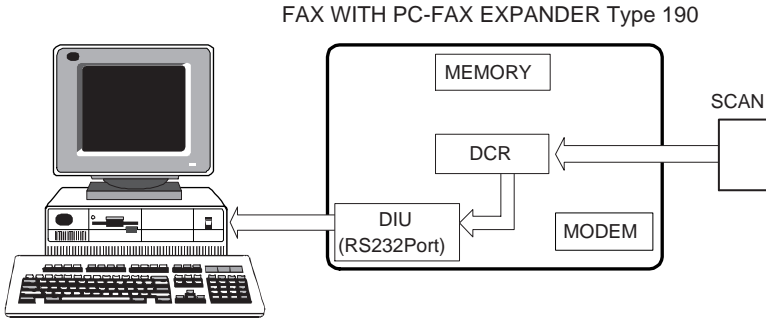 FAX WITH PC-FAX EXPANDER Type 190
MEMORY
SCAN
DCR
DIU
(RS232Port)
MODEM